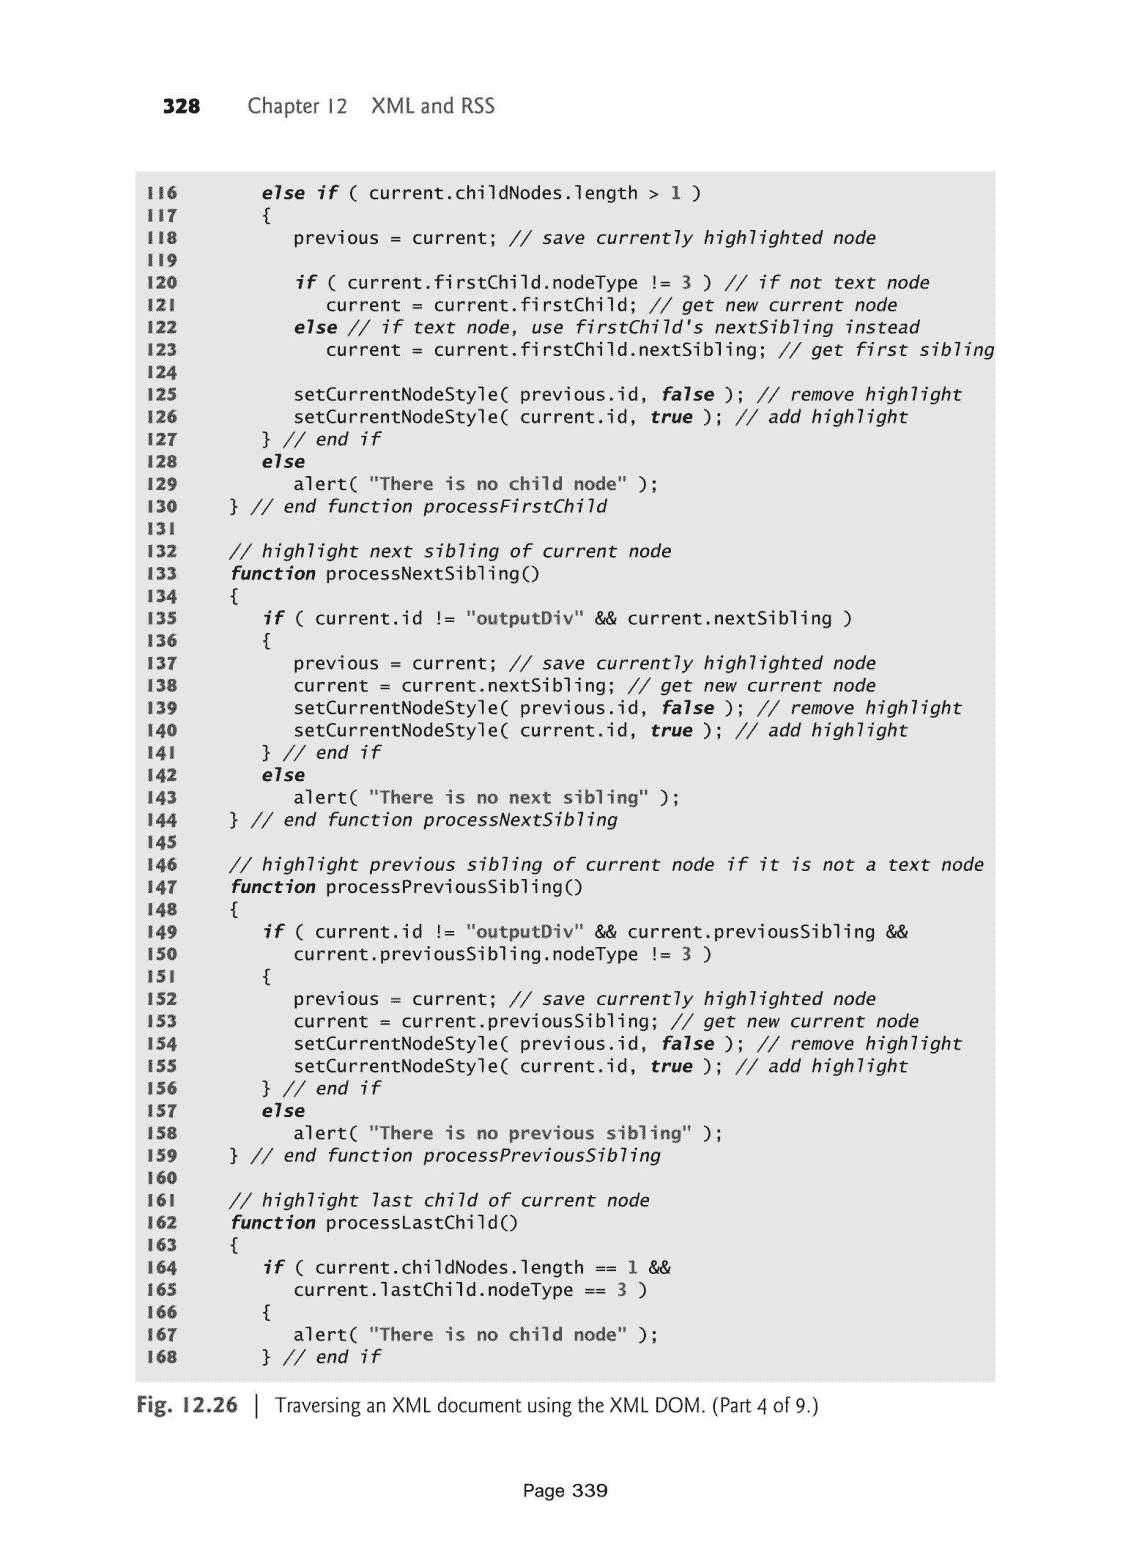 328 Chapter 12 XML and RSS
116 else if ( current.childNodes.length > 1 )
117 {
118 previous = current; // save currently highlighted node
119
120 if ( current.firstChild.nodeType != 3 ) // if not text node
121 current = current.firstChild; // get new current node
122 else // if text node, use firstChild's nextSibling instead
123 current = current.firstChild.nextSibling; // get first sibling
124
125 setCurrentNodeStyle( previous.id, false ); // remove highlight
126 setCurrentNodeStyle( current.id, true ); // add highlight
127 } // end if
128 else
129 alert( "There is no child node" );
130 } // end function processFirstChild
131
132 // highlight next sibling of current node
133 function processNextSibling()
134 {
135 if ( current.id != "outputDiv" && current.nextSibling )
136 {
137 previous = current; // save currently highlighted node
138 current = current.nextSibling; // get new current node
139 setCurrentNodeStyle( previous.id, false ); // remove highlight
140 setCurrentNodeStyle( current.id, true ); // add highlight
141 } // end if
142 else
143 alert( "There is no next sibling" );
144 } // end function processNextSibling
145
146 // highlight previous sibling of current node if it is not a text node
147 function processPreviousSibling()
148 {
149 if ( current.id != "outputDiv" && current.previousSibling &&
150 current.previousSibling.nodeType != 3 )
151 {
152 previous = current; // save currently highlighted node
153 current = current.previousSibling; // get new current node
154 setCurrentNodeStyle( previous.id, false ); // remove highlight
155 setCurrentNodeStyle( current.id, true ); // add highlight
156 } // end if
157 else
158 alert( "There is no previous sibling" );
159 } // end function processPreviousSibling
160
161 // highlight last child of current node
162 function processLastChild()
163 {
164 if ( current.childNodes.length == 1 &&
165 current.lastChild.nodeType == 3 )
166 {
167 alert( "There is no child node" );
168 } // end if
Fig. 12.26 | Traversing an XML document using the XML DOM. (Part 4 of 9.)
Page 339